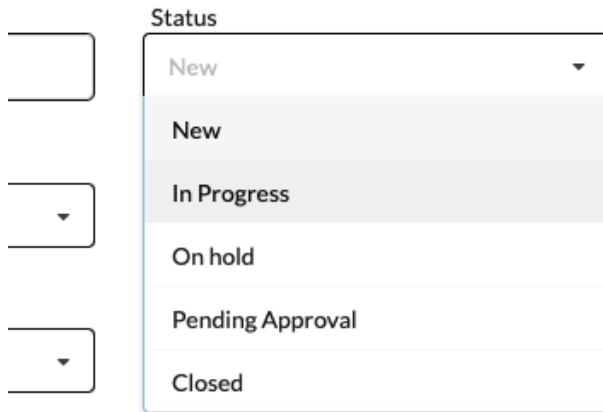 Status
New
New
In Progress
On hold
Pending Approval
Closed